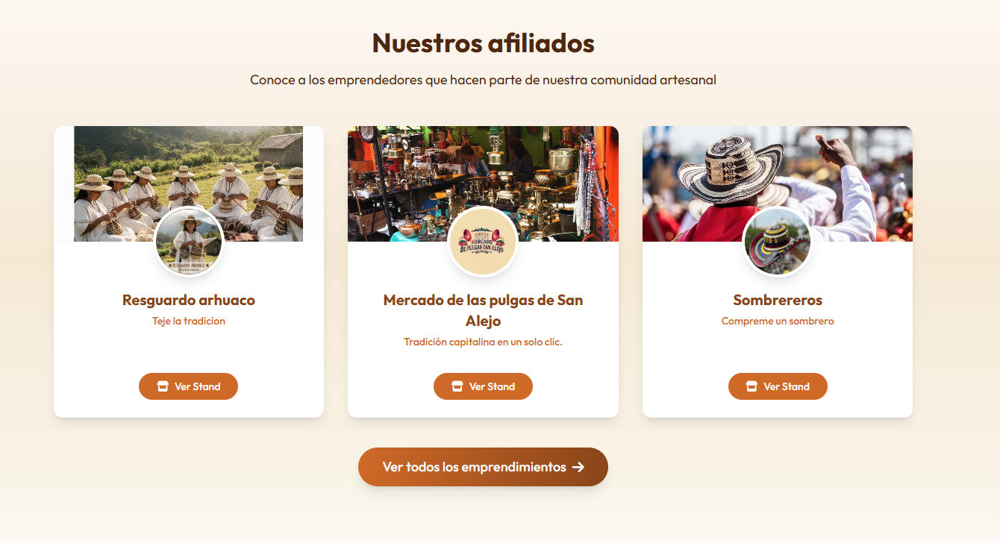 Nuestros afiliados
Conoce a los emprendedores que hacen parte de nuestra comunidad artesanal
RESGUARDO ARHUACO
MERCADO
DE PULGAS SAN ALEJO
Resguardo arhuaco
Teje la tradicion
Mercado de las pulgas de San
Alejo
Tradición capitalina en un solo clic.
Sombrereros
Compreme un sombrero
Ver Stand
Ver Stand
Ver Stand
Ver todos los emprendimientos